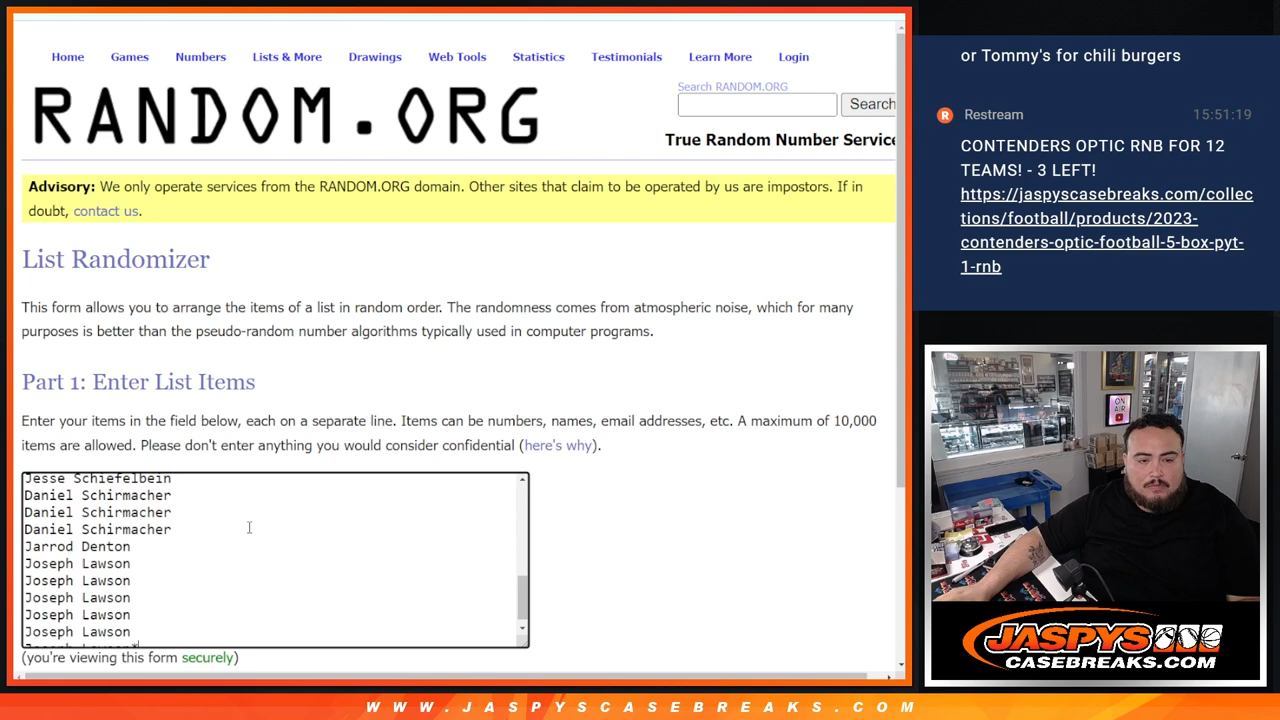 Home Games Numbers Lists & More Drawings Web Tools Statistics Testimonials Learn More Login
RANDOM.ORG
Search RANDOM.ORG
Search
True Random Number Service
Advisory: We only operate services from the RANDOM.ORG domain. Other sites that claim to be operated by us are impostors. If in
doubt, contact us.
List Randomizer
This form allows you to arrange the items of a list in random order. The randomness comes from atmospheric noise, which for many
purposes is better than the pseudo-random number algorithms typically used in computer programs.
Part 1: Enter List Items
Enter your items in the field below, each on a separate line. Items can be numbers, names, email addresses, etc. A maximum of 10,000
items are allowed. Please don't enter anything you would consider confidential (here's why).
Jesse Schiefelbein
Daniel Schirmacher
Daniel Schirmacher
Daniel Schirmacher
Jarrod Denton
Joseph Lawson
Joseph Lawson
Joseph Lawson
Joseph Lawson
Joseph Lawson
(you're viewing this form securely)
or Tommy's for chili burgers
R Restream 15:51:19
CONTENDERS OPTIC RNB FOR 12
TEAMS! - 3 LEFT!
https://jaspyscasebreaks.com/collec
tions/football/products/2023-
contenders-optic-football-5-box-pyt-
1-rnb
ON
AIR
JASPYS
CASEBREAKS.COM
WWW.JASPYSCASEBREAKS.COM